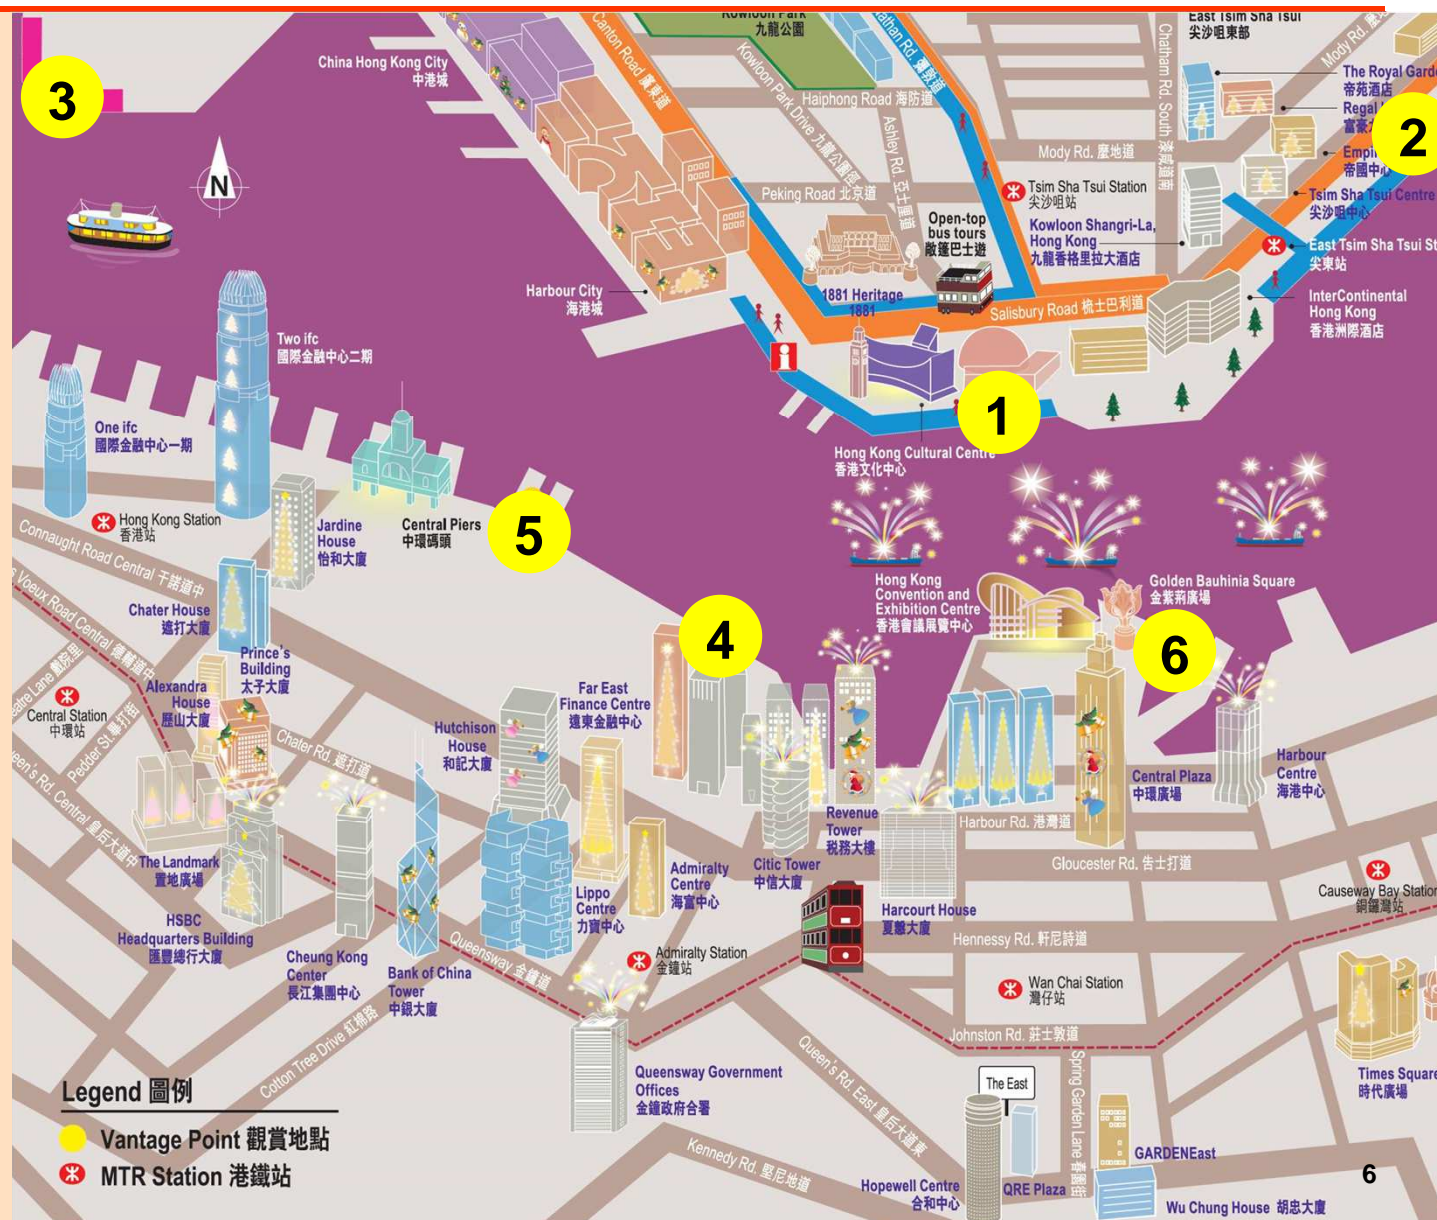 Kowloon Park
九龍公園
East Tsim Sha Tsui
尖沙咀東部
China Hong Kong City
中港城
Canton Road 廣東道
Kowloon Park Drive 九龍公園徑
Nathan Rd. 彌敦道
Haiphong Road 海防道
Ashley Rd. 亞士厘道
Chatham Rd. South 漆咸道南
Mody Rd.
The Royal Gard
帝苑酒店
Regal
富豪
Mody Rd. 麼地道
Empi
帝國中心
3
2
N
Peking Road 北京道
Tsim Sha Tsui Station
尖沙咀站
Tsim Sha Tsui Centre
尖沙咀中心
Open-top
bus tours
敞篷巴士遊
Kowloon Shangri-La,
Hong Kong
九龍香格里拉大酒店
East Tsim Sha Tsui St
尖東站
Harbour City
海港城
1881 Heritage
1881
Salisbury Road 梳士巴利道
InterContinental
Hong Kong
香港洲際酒店
Two ifc
國際金融中心二期
i
1
One ifc
國際金融中心一期
Hong Kong Cultural Centre
香港文化中心
Hong Kong Station
香港站
Jardine
House
怡和大廈
Central Piers
中環碼頭
5
Connaught Road Central 干諾道中
s Voeux Road Central 德輔道中
Chater House
遮打大廈
Hong Kong
Convention and
Exhibition Centre
香港會議展覽中心
Golden Bauhinia Square
金紫荊廣場
4
6
Prince's
Building
太子大廈
eatre Lane 戲院里
Central Station
中環站
Pedder St. 畢打街
Alexandra
House
歷山大廈
Far East
Finance Centre
遠東金融中心
Hutchison
House
和記大廈
Chater Rd. 遮打道
ueen's Rd. Central 皇后大道中
Central Plaza
中環廣場
Harbour
Centre
海港中心
Revenue
Tower
稅務大樓
Harbour Rd. 港灣道
The Landmark
置地廣場
Citic Tower
中信大廈
Admiralty
Centre
海富中心
Gloucester Rd. 告士打道
Causeway Bay Station
銅鑼灣站
Lippo
Centre
力寶中心
HSBC
Headquarters Building
匯豐總行大廈
Harcourt House
夏慤大廈
Cheung Kong
Center
長江集團中心
Queensway 金鐘道
Admiralty Station
金鐘站
Hennessy Rd. 軒尼詩道
Bank of China
Tower
中銀大廈
Wan Chai Station
灣仔站
Cotton Tree Drive 紅棉路
Johnston Rd. 莊士敦道
Queensway Government
Offices
金鐘政府合署
Queen's Rd. East 皇后大道東
Spring Garden Lane 春園街
The East
Times Square
時代廣場
Legend 圖例
Vantage Point 觀賞地點
MTR Station 港鐵站
Kennedy Rd. 堅尼地道
GARDENEast
Hopewell Centre
合和中心
QRE Plaza
Wu Chung House 胡忠大廈
6